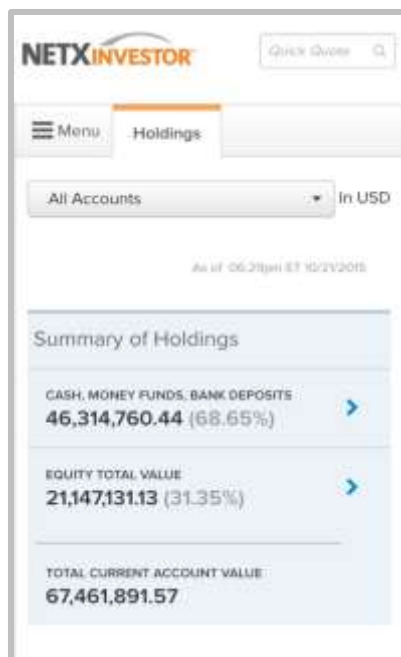 NETXINVESTOR
Quick Quote
Menu
Holdings
All Accounts
In USD
As of 06:29pm ET 10/21/2015
Summary of Holdings
CASH, MONEY FUNDS, BANK DEPOSITS
46,314,760.44 (68.65%)
EQUITY TOTAL VALUE
21,147,131.13 (31.35%)
TOTAL CURRENT ACCOUNT VALUE
67,461,891.57